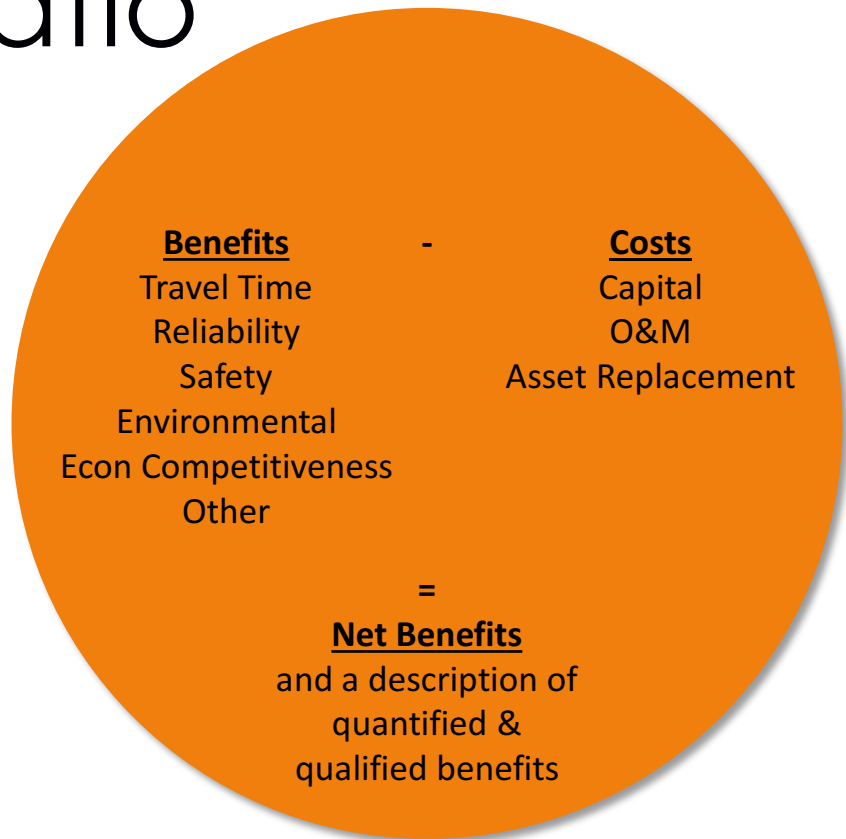 Benefits - Costs
Travel Time Capital
Reliability O&M
Safety Asset Replacement
Environmental
Econ Competitiveness
Other
=
Net Benefits
and a description of
quantified &
qualified benefits